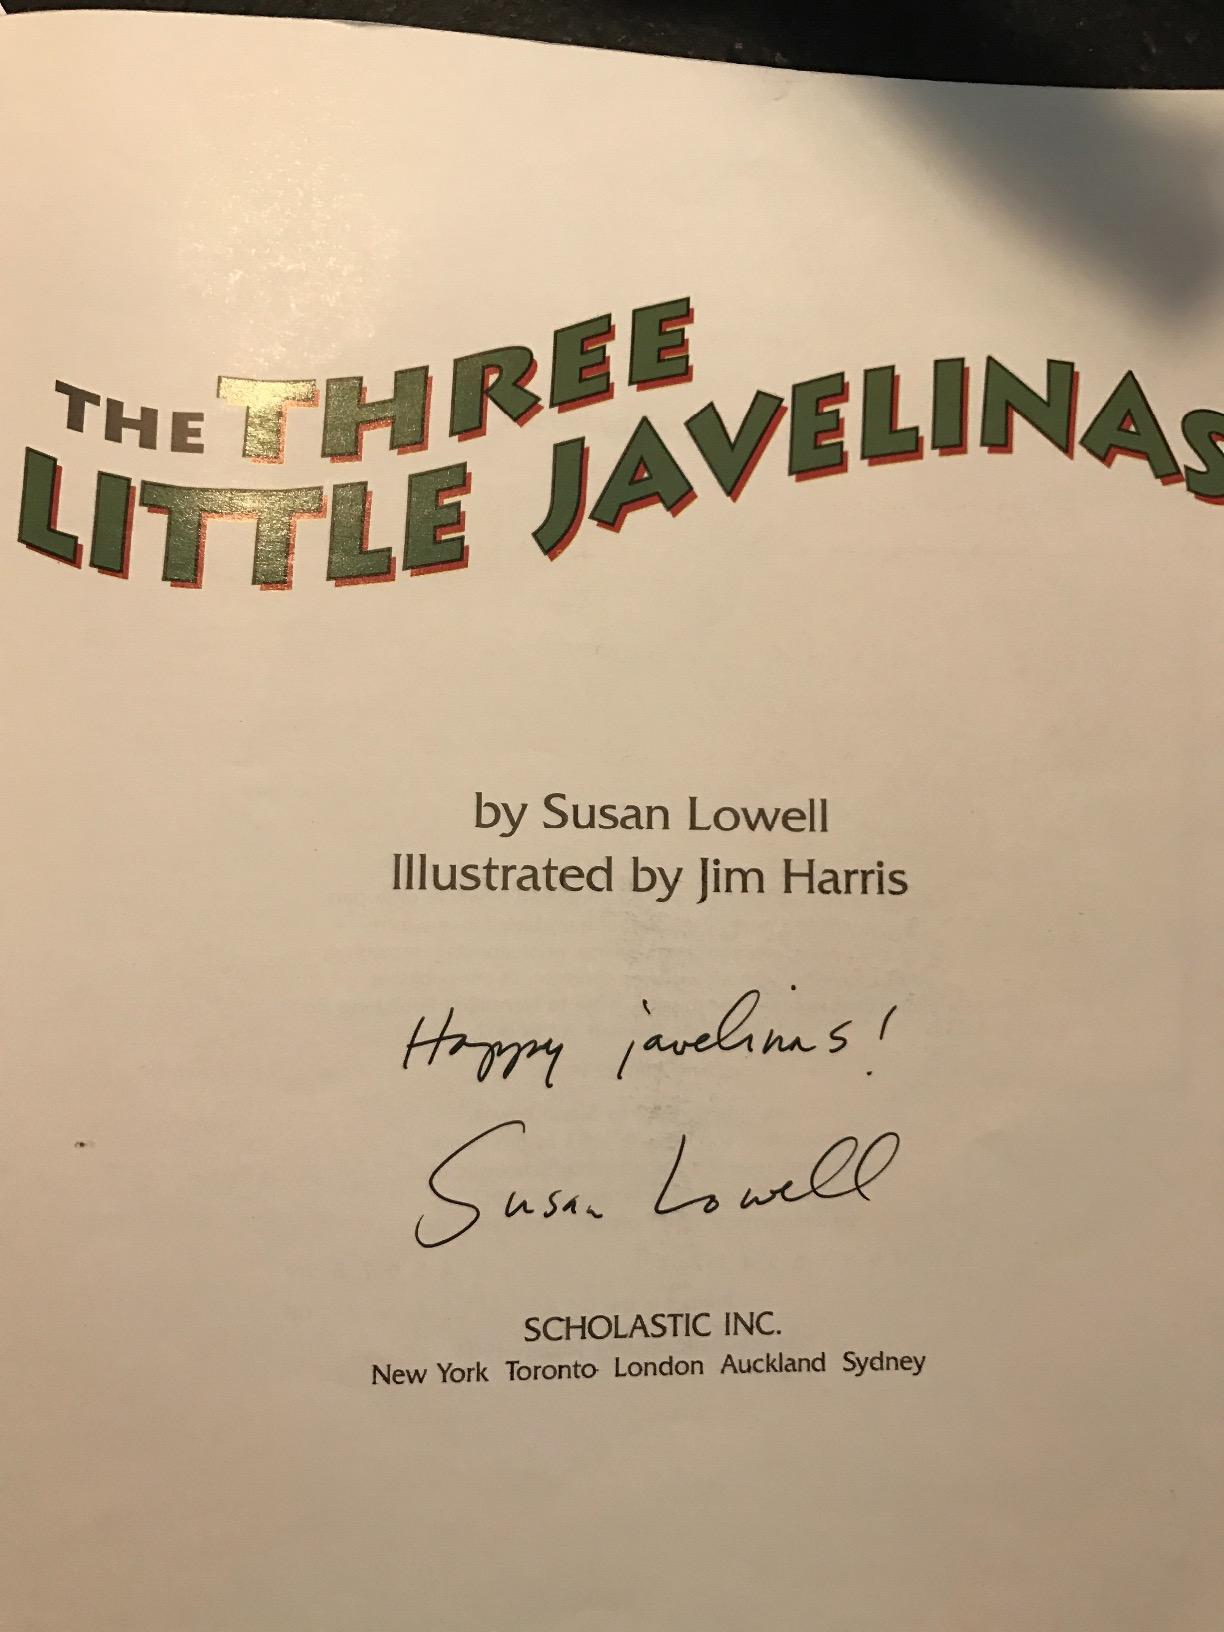 THE THREE
LITTLE JAVELINAS
by Susan Lowell
Illustrated by Jim Harris
Happy javelinas!
Susan Lowell
SCHOLASTIC INC.
New York Toronto London Auckland Sydney